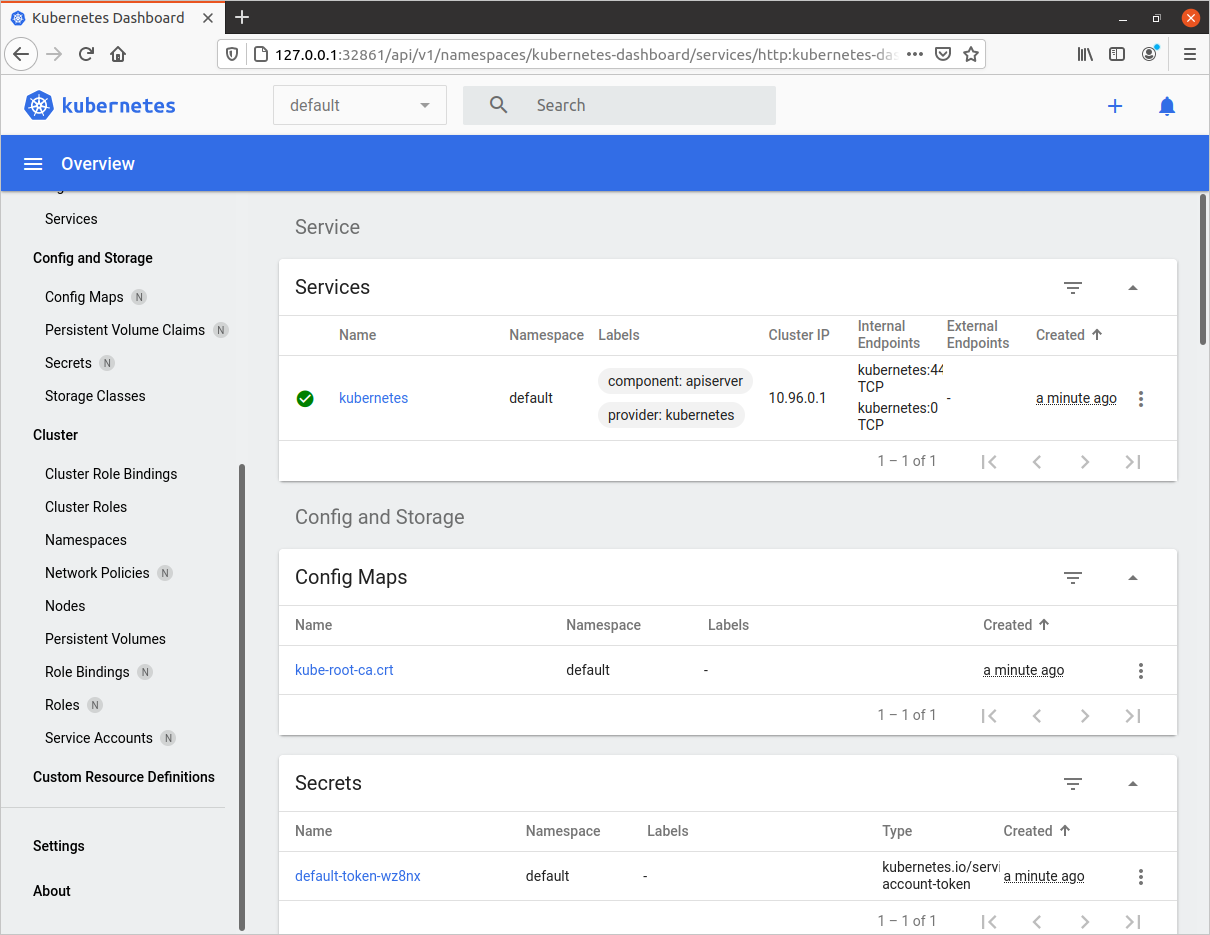 Kubernetes Dashboard
127.0.0.1:32861/api/v1/namespaces/kubernetes-dashboard/services/http:kubernetes-das
kubernetes
default
Search
Overview
Services
Config and Storage
Config Maps N
Persistent Volume Claims N
Secrets N
Storage Classes
Cluster
Cluster Role Bindings
Cluster Roles
Namespaces
Network Policies N
Nodes
Persistent Volumes
Role Bindings N
Roles N
Service Accounts N
Custom Resource Definitions
Settings
About
Service
Services
Name Namespace Labels Cluster IP Internal Endpoints External Endpoints Created
kubernetes default component: apiserver provider: kubernetes 10.96.0.1 kubernetes:44 TCP kubernetes:0 TCP - a minute ago
1 – 1 of 1
Config and Storage
Config Maps
Name Namespace Labels Created
kube-root-ca.crt default - a minute ago
1 – 1 of 1
Secrets
Name Namespace Labels Type Created
default-token-wz8nx default - kubernetes.io/servi account-token a minute ago
1 – 1 of 1